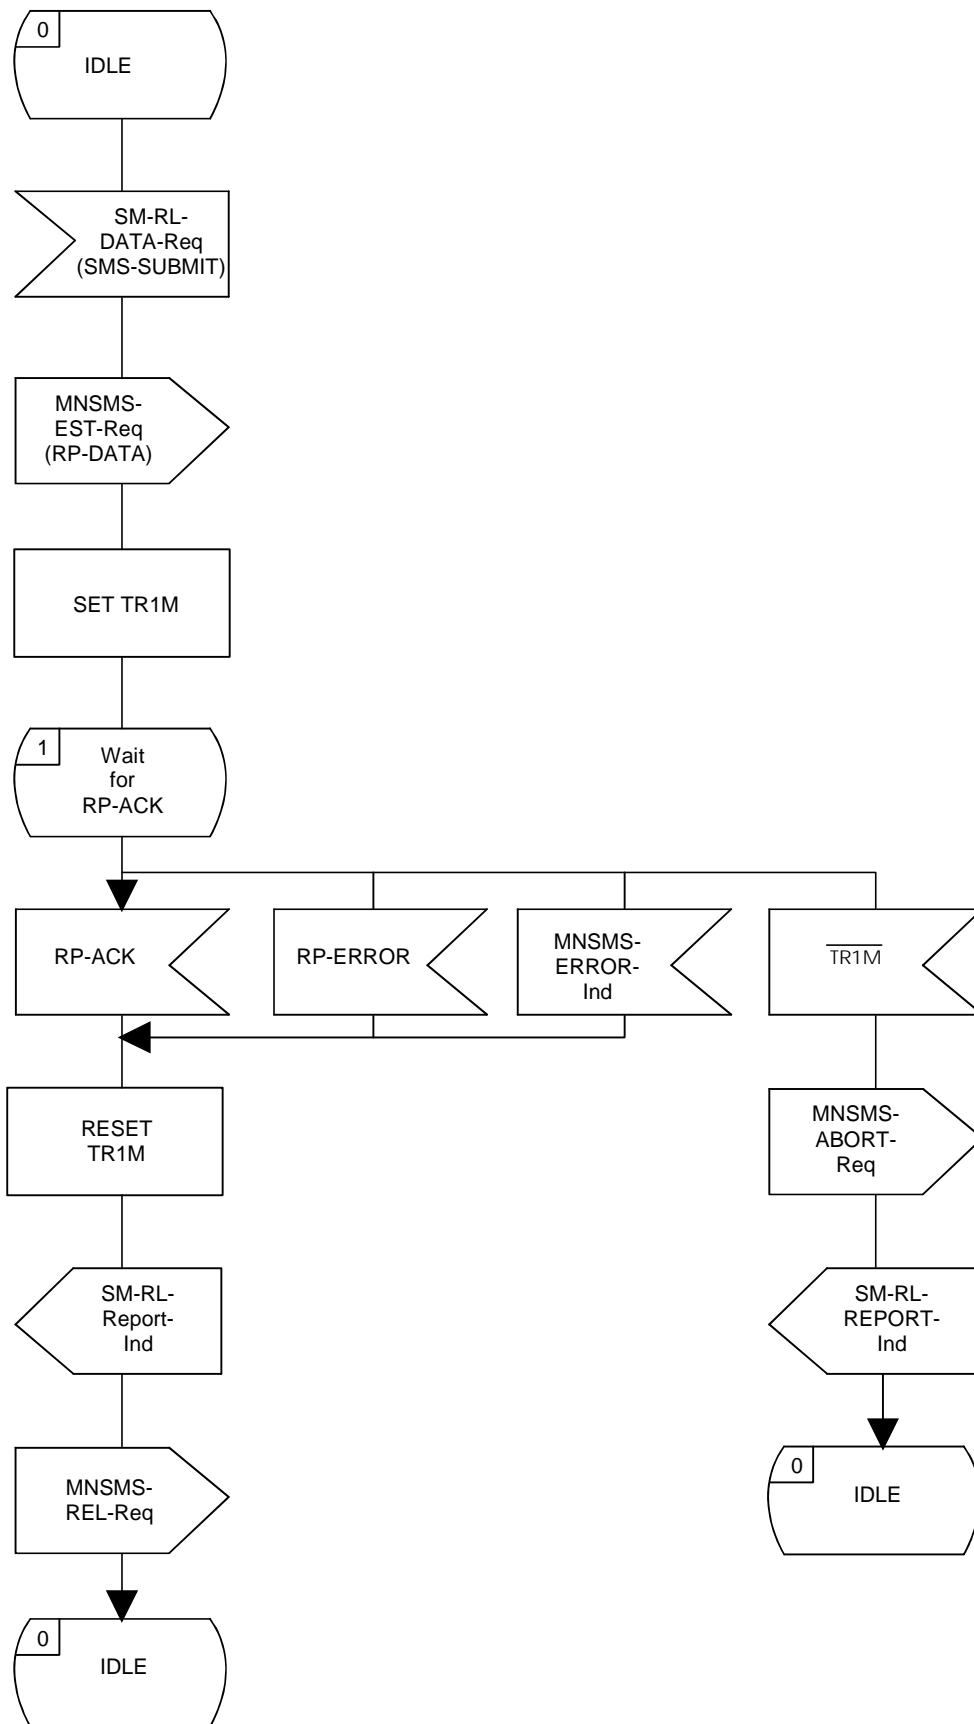 0
IDLE
SM-RL-
DATA-Req
(SMS-SUBMIT)
MNSMS-
EST-Req
(RP-DATA)
SET TR1M
1
Wait
for
RP-ACK
RP-ACK
RP-ERROR
MNSMS-
ERROR-
Ind
TR1M
RESET
TR1M
MNSMS-
ABORT-
Req
SM-RL-
Report-
Ind
SM-RL-
REPORT-
Ind
MNSMS-
REL-Req
0
IDLE
0
IDLE